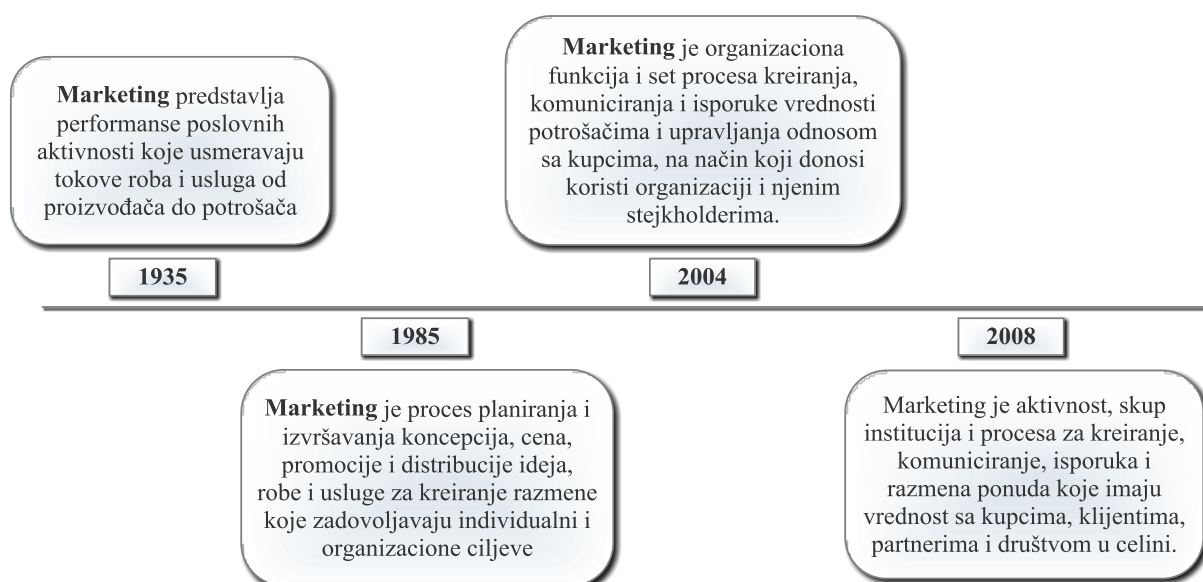 Marketing predstavlja
performanse poslovnih
aktivnosti koje usmeravaju
tokove roba i usluga od
proizvođača do potrošača
1935
1985
Marketing je proces planiranja i
izvršavanja koncepcija, cena,
promocije i distribucije ideja,
robe i usluge za kreiranje razmene
koje zadovoljavaju individualni i
organizacione ciljeve
Marketing je organizaciona
funkcija i set procesa kreiranja,
komuniciranja i isporuke vrednosti
potrošačima i upravljanja odnosom
sa kupcima, na način koji donosi
koristi organizaciji i njenim
stejkholderima.
2004
2008
Marketing je aktivnost, skup
institucija i procesa za kreiranje,
komuniciranje, isporuka i
razmena ponuda koje imaju
vrednost sa kupcima, klijentima,
partnerima i društvom u celini.